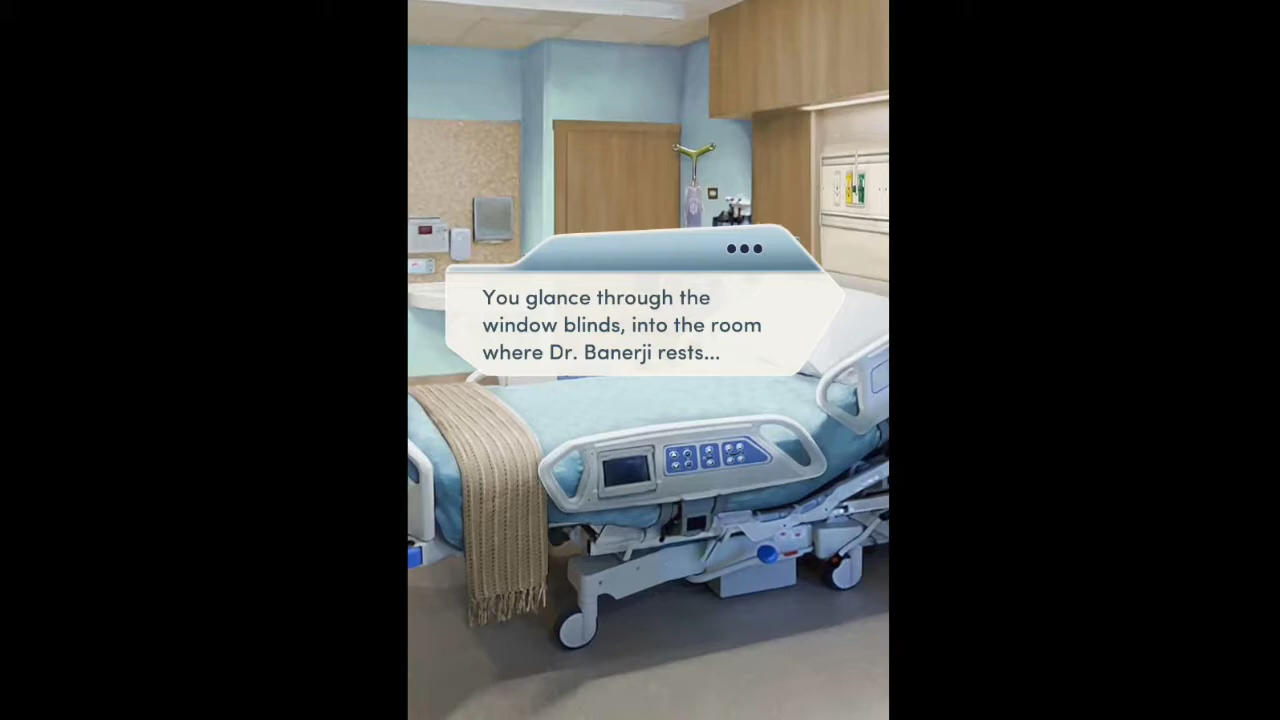 You glance through the
window blinds, into the room
where Dr. Banerji rests...